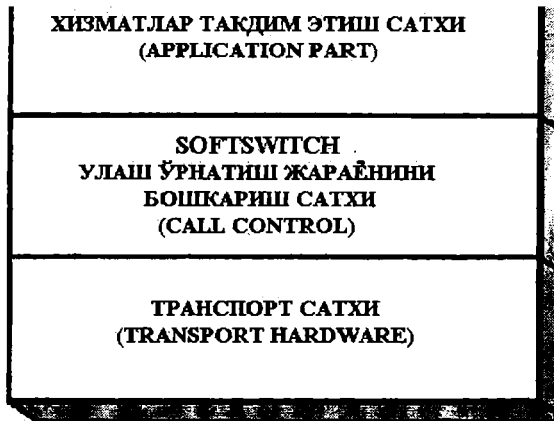 ХИЗМАТЛАР ТАКДИМ ЭТИШ САТХИ
(APPLICATION PART)
SOFTSWITCH
УЛАШ ЎРНАТИШ ЖАРАЁНИНИ
БОШКАРИШ САТХИ
(CALL CONTROL)
ТРАНСПОРТ САТХИ
(TRANSPORT HARDWARE)